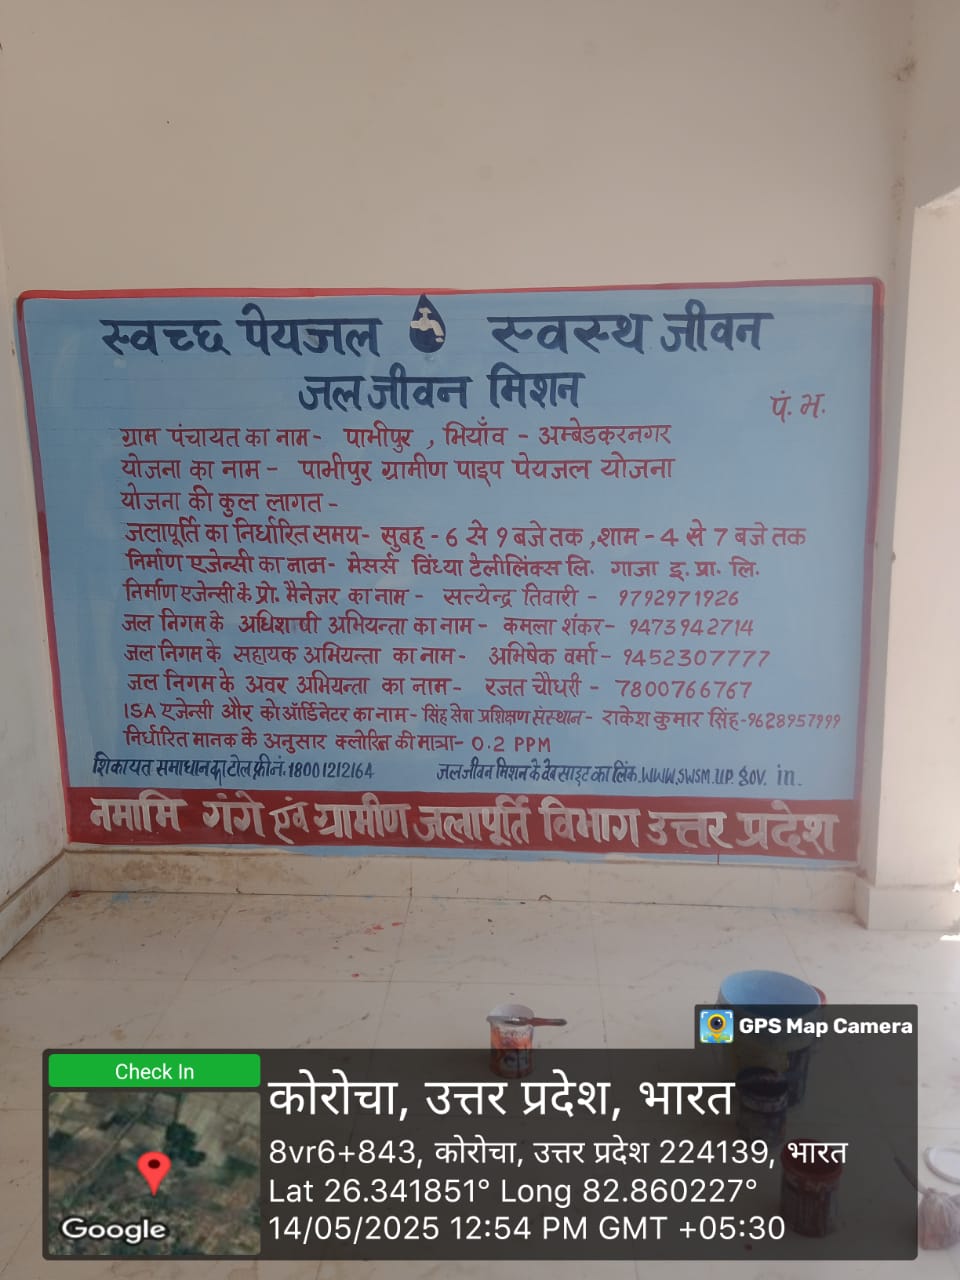 स्वच्छ पेयजल स्वस्थ जीवन
जल जीवन मिशन
पं. भ.
ग्राम पंचायत का नाम- पाभीपुर , भियाँव - अम्बेडकरनगर
योजना का नाम- पाभीपुर ग्रामीण पाइप पेयजल योजना
योजना की कुल लागत -
जलापूर्ति का निर्धारित समय- सुबह - 6 से 9 बजे तक ,शाम - 4 से 7 बजे तक
निर्माण एजेन्सी का नाम- मेसर्स विंध्या टेलीलिंक्स लि. गाजा इ. प्रा. लि.
निर्माण एजेन्सी के प्रो. मैनेजर का नाम - सत्येन्द्र तिवारी - 9792971926
जल निगम के अधिशाषी अभियन्ता का नाम - कमला शंकर- 9473942714
जल निगम के सहायक अभियन्ता का नाम - अभिषेक वर्मा - 9452307777
जल निगम के अवर अभियन्ता का नाम - रजत चौधरी - 7800766767
ISA एजेन्सी और कोऑर्डिनेटर का नाम - सिंह सेवा प्रशिक्षण संस्थान - राकेश कुमार सिंह-9628957999
निर्धारित मानक के अनुसार क्लोरिन की मात्रा- 0.2 PPM
शिकायत समाधान का टोल फ्री नं. 18001212164 जल जीवन मिशन के वेब साइट का लिंक.WWW.SWSM.UP. gov. in.
नमामि गंगे एवं ग्रामीण जलापूर्ति विभाग उत्तर प्रदेश
GPS Map Camera
Check In
कोरोचा, उत्तर प्रदेश, भारत
8vr6+843, कोरोचा, उत्तर प्रदेश 224139, भारत
Lat 26.341851° Long 82.860227°
14/05/2025 12:54 PM GMT +05:30
Google